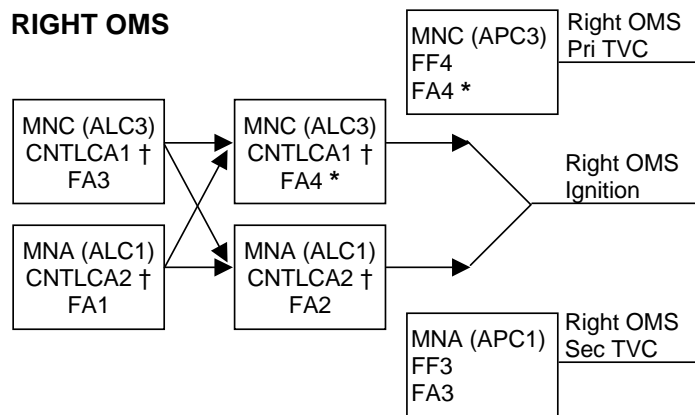 RIGHT OMS
MNC (APC3)
FF4
FA4 *
Right OMS
Pri TVC
MNC (ALC3)
CNTLCA1 †
FA3
MNC (ALC3)
CNTLCA1 †
FA4 *
Right OMS
Ignition
MNA (ALC1)
CNTLCA2 †
FA1
MNA (ALC1)
CNTLCA2 †
FA2
MNA (APC1)
FF3
FA3
Right OMS
Sec TVC